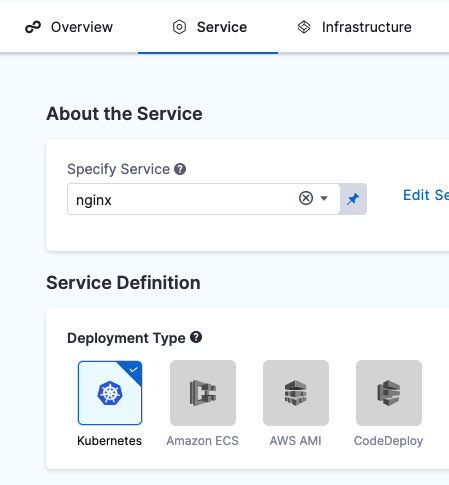 Overview Service Infrastructure
About the Service
Specify Service
nginx
Edit Se
Service Definition
Deployment Type
Kubernetes Amazon ECS AWS AMI CodeDeploy